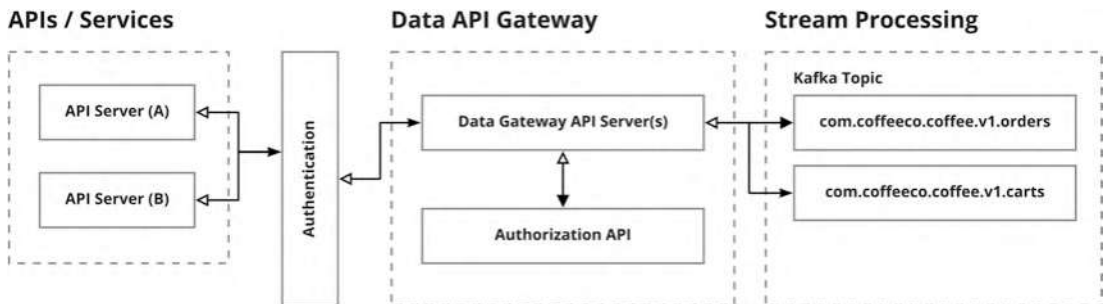 APIs / Services
Data API Gateway
Stream Processing
API Server (A)
API Server (B)
Authentication
Data Gateway API Server(s)
Authorization API
Kafka Topic
com.coffeeco.coffee.v1.orders
com.coffeeco.coffee.v1.carts